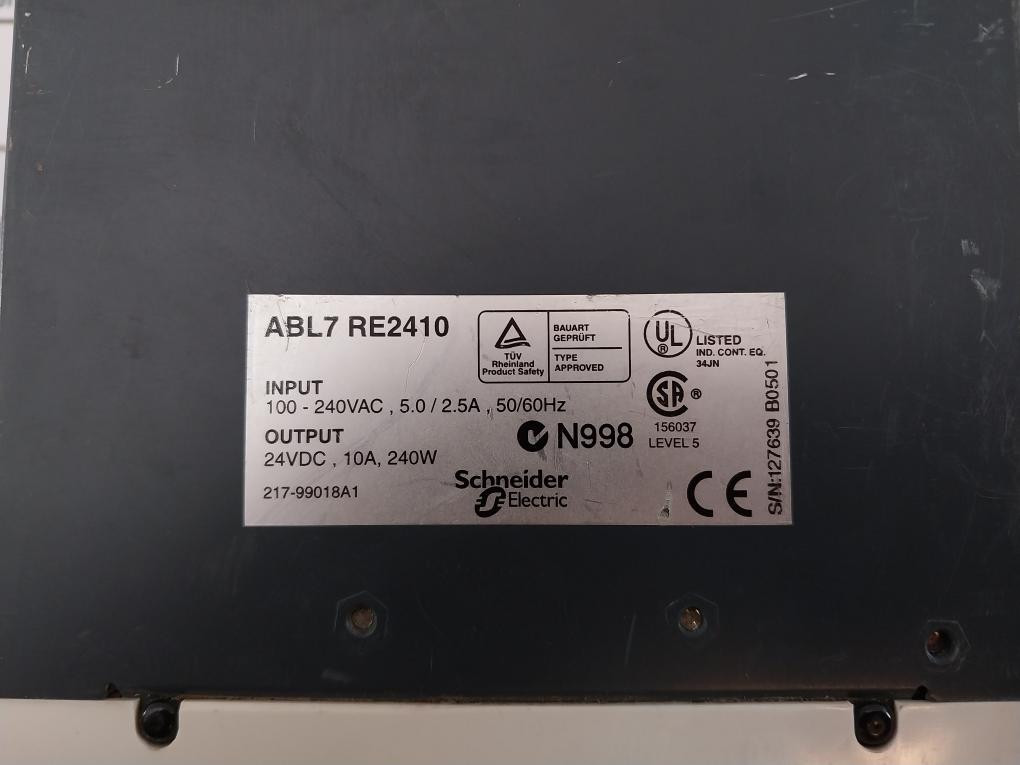 ABL7 RE2410
TÜV
Rheinland
Product Safety
BAUART
GEPRÜFT
TYPE
APPROVED
UL
®
LISTED
IND. CONT. EQ.
34JN
INPUT
100 - 240VAC , 5.0 / 2.5A , 50/60Hz
SA ®
156037
LEVEL 5
OUTPUT
24VDC , 10A, 240W
N998
217-99018A1
Schneider
Electric
CE
S/N:127639 B0501